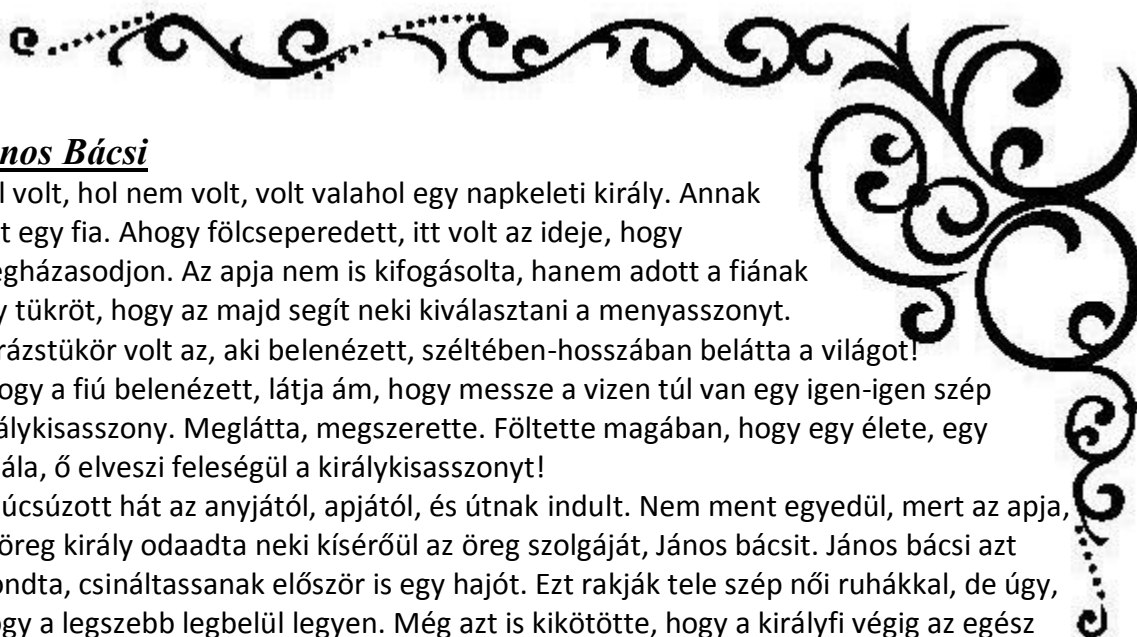 nos Bácsi
l volt, hol nem volt, volt valahol egy napkeleti király. Annak
t egy fia. Ahogy fölcseperedett, itt volt az ideje, hogy
egházasodjon. Az apja nem is kifogásolta, hanem adott a fiának
y tükröt, hogy az majd segít neki kiválasztani a menyasszonyt.
rázstükör volt az, aki belenézett, széltében-hosszában belátta a világot!
ogy a fiú belenézett, látja ám, hogy messze a vizen túl van egy igen-igen szép
álykisasszony. Meglátta, megszerette. Föltette magában, hogy egy élete, egy
ála, ő elveszi feleségül a királykisasszonyt!
úcsúzott hát az anyjától, apjától, és útnak indult. Nem ment egyedül, mert az apja,
öreg király odaadta neki kísérőül az öreg szolgáját, János bácsit. János bácsi azt
ondta, csináltassanak először is egy hajót. Ezt rakják tele szép női ruhákkal, de úgy,
ogy a legszebb legbelül legyen. Még azt is kikötötte, hogy a királyfi végig az egész